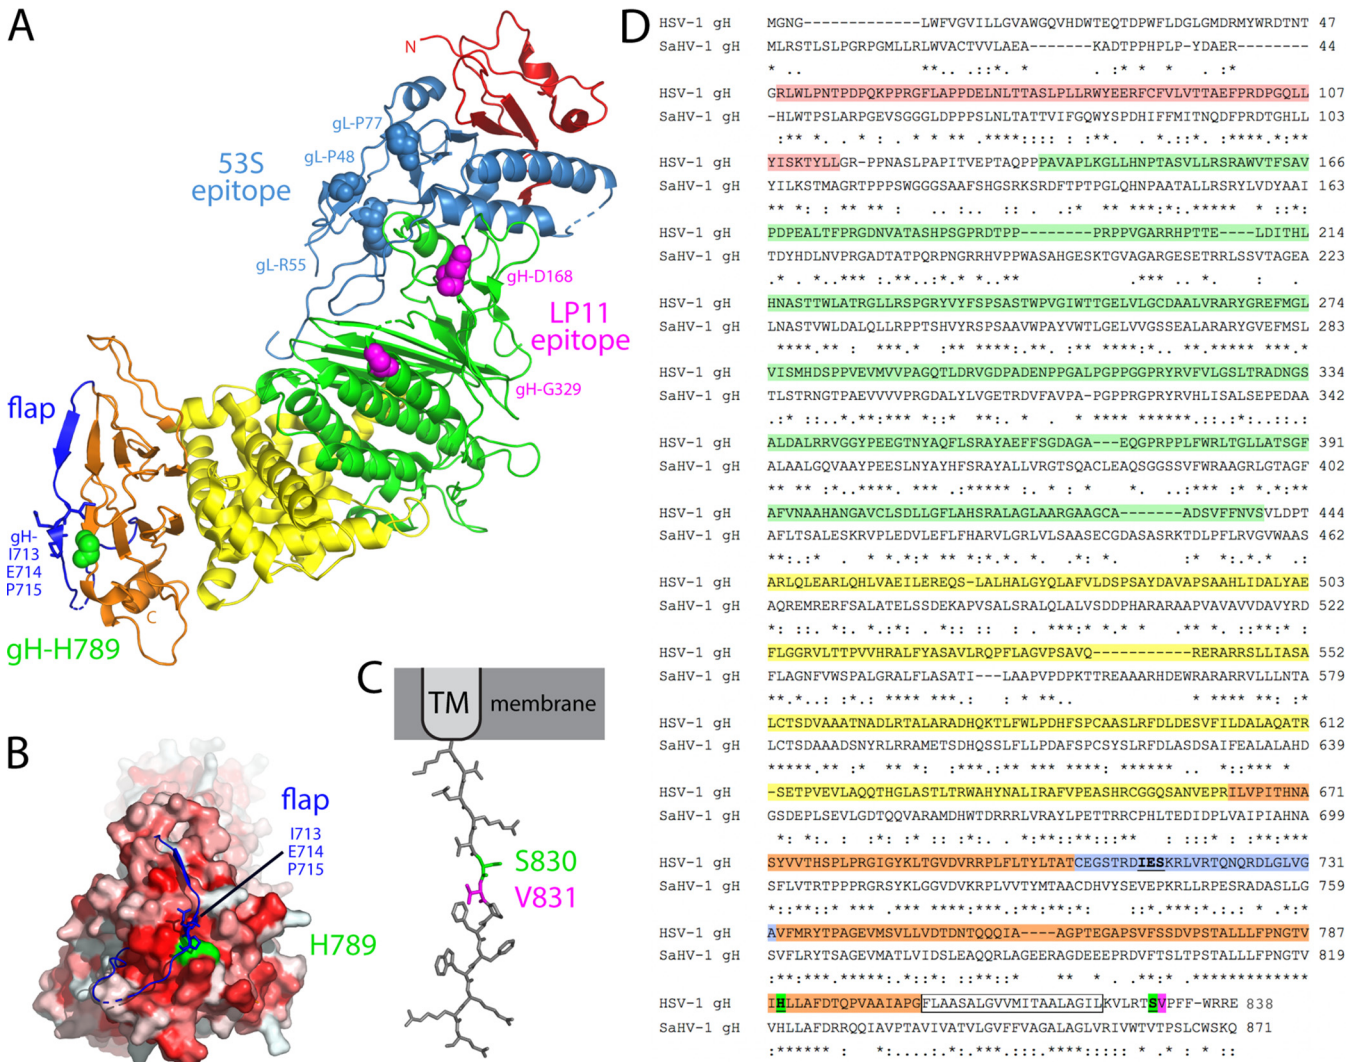 A
N
gL-P77
53S
epitope
gL-P48
gL-R55
gH-D168
LP11
epitope
gH-G329
flap
gH-
I713
E714
P715
C
gH-H789
B
flap
I713
E714
P715
H789
C
TM
membrane
S830
V831
D
HSV-1 gH MGNG-------------LWFVGVILLGVAWGQVHDWTEQTDPWFLDGLGMDRMYWRDTNT 47
SaHV-1 gH MLRSTLSLPGRPGMLLRLWVACTVVLAEA-------KADTPPHPLP-YDAER-------- 44
HSV-1 gH GRLWLPNTPDPQKPPRGFLAPPDELNLTTASLPLLRWYEERFCFVLVTTAEFPRDPGQLL 107
SaHV-1 gH -HLWTPSLARPGEVSGGGLDPPPSLNLTATTVIFGQWYSPDHIFFMITNQDFPRDTGHLL 103
HSV-1 gH YISKTYLLGR-PPNASLPAPITVEPTAQPPPAVAPLKGLLHNPTASVLLRSRAWVTFSAV 166
SaHV-1 gH YILKSTMAGRTPPPSWGGGSAAFSHGSRKSRDFTPTPGLQHNPAATALLRSRYLVDYAAI 163
HSV-1 gH PDPEALTFPRGDNVATASHPSGPRDTPP--------PRPPVGARRHPTTE----LDITHL 214
SaHV-1 gH TDYHDLNVPRGADTATPQRPNGRRHVPPWASAHGESKTGVAGARGESETRRLSSVTAGEA 223
HSV-1 gH HNASTTWLATRGLLRSPGRYVYFSPSASTWPVGIWTTGELVLGCDAALVRARYGREFMGL 274
SaHV-1 gH LNASTVWLDALQLLRPPTSHVYRSPSAAVWPAYVWTLGELVVGSEALARARYGVEFMSL 283
HSV-1 gH VISMHDSPPVEVMVVPAGQTLDRVGDPADENPPGALPGPPGGPRYRVFVLGSLTRADNGS 334
SaHV-1 gH TLSTRNGTPAEVVVVPRGDALYLVGETRDVFAVPA-PGPPRGPRYRVHLISALSEPEDAA 342
HSV-1 gH ALDALRRVGGYPEEGTNYAQFLSRAYAEFFSGDAGA---EQGPRPPLFWRLTGLLATSGF 391
SaHV-1 gH ALAALGQVAAYPEESLNYAYHFSRAYALLVRGTSQACLEAQSGGSSVFWRAAGRLGTAGF 402
HSV-1 gH AFVNAAHANGAVCLSDLLGFLAHSRALAGLAARGAAGCA-------ADSVFFNVSVLDPT 444
SaHV-1 gH AFLTSALESKRVPLEDVLEFLFHARVLGRLVLSAASECGDASASRKTDLPFLRVGVWAAS 462
HSV-1 gH ARLQLEARLQHLVAEILEREQS-LALHALGYQLAFVLDSPSAYDAVAPSAAHLIDALYAE 503
SaHV-1 gH AQREMRERFSALATELSSDEKAPVSALSRALQLALVSDDPHARARAAPVAVAVVDAVYRD 522
HSV-1 gH FLGGRVLTTPVVHRALFYASAVLRQPFLAGVPSAVQ-----------RERARRSLLIASA 552
SaHV-1 gH FLAGNFVWSPALGRALFLASATI---LAAPVPDPKTTREAAARHDEWRARARRVLLLNTA 579
HSV-1 gH LCTSDVAAATNADLRTALARADHQKTLFWLPDHFSPCAASLRFDLDESVFILDALAQATR 612
SaHV-1 gH LCTSDAAADSNYRLRRAMETSDHQSSLFLLPDAFSPCSYSLRFDLASDSAIFEALALAHD 639
HSV-1 gH -SETPVEVLAQQTHGLASTLTRWAHYNALIRAFVPEASHRCGGQSANVEPRILVPITHNA 671
SaHV-1 gH GSDEPLSEVLGDTQQVARAMDHWTDRRRLVRAYLPETTRRCPHLTEDIDPLVAIPIAHNA 699
HSV-1 gH SYVVTHSPLPRGIGYKLTGVDVRRPLFLTYLTATCEGSTRDIESKRLVRTQNQRDLGLVG 731
SaHV-1 gH SFLVTRTPPPRGRSYKLGGVDVKRPLVVTYMTAACDHVYSEVEPKRLLRPESRADASLLG 759
HSV-1 gH AVFMRYTPAGEVMSVLLVDTDNTQQQIA----AGPTEGAPSVFSSDVPSTALLLFPNGTV 787
SaHV-1 gH SVFLRYTSAGEVMATLVIDSLEAQQRLAGEERAGDEEEPRDVFTSLTPSTALLLFPNGTV 819
HSV-1 gH IHLLAFDTQPVAAIAPGFLAASALGVVMITAALAGILKVLRTSVPFF-WRRE 838
SaHV-1 gH VHLLAFDRRQQIAVPTAVIVATVLGVFFVAGALAGLVRIVWTVTPSLCWSKQ 871